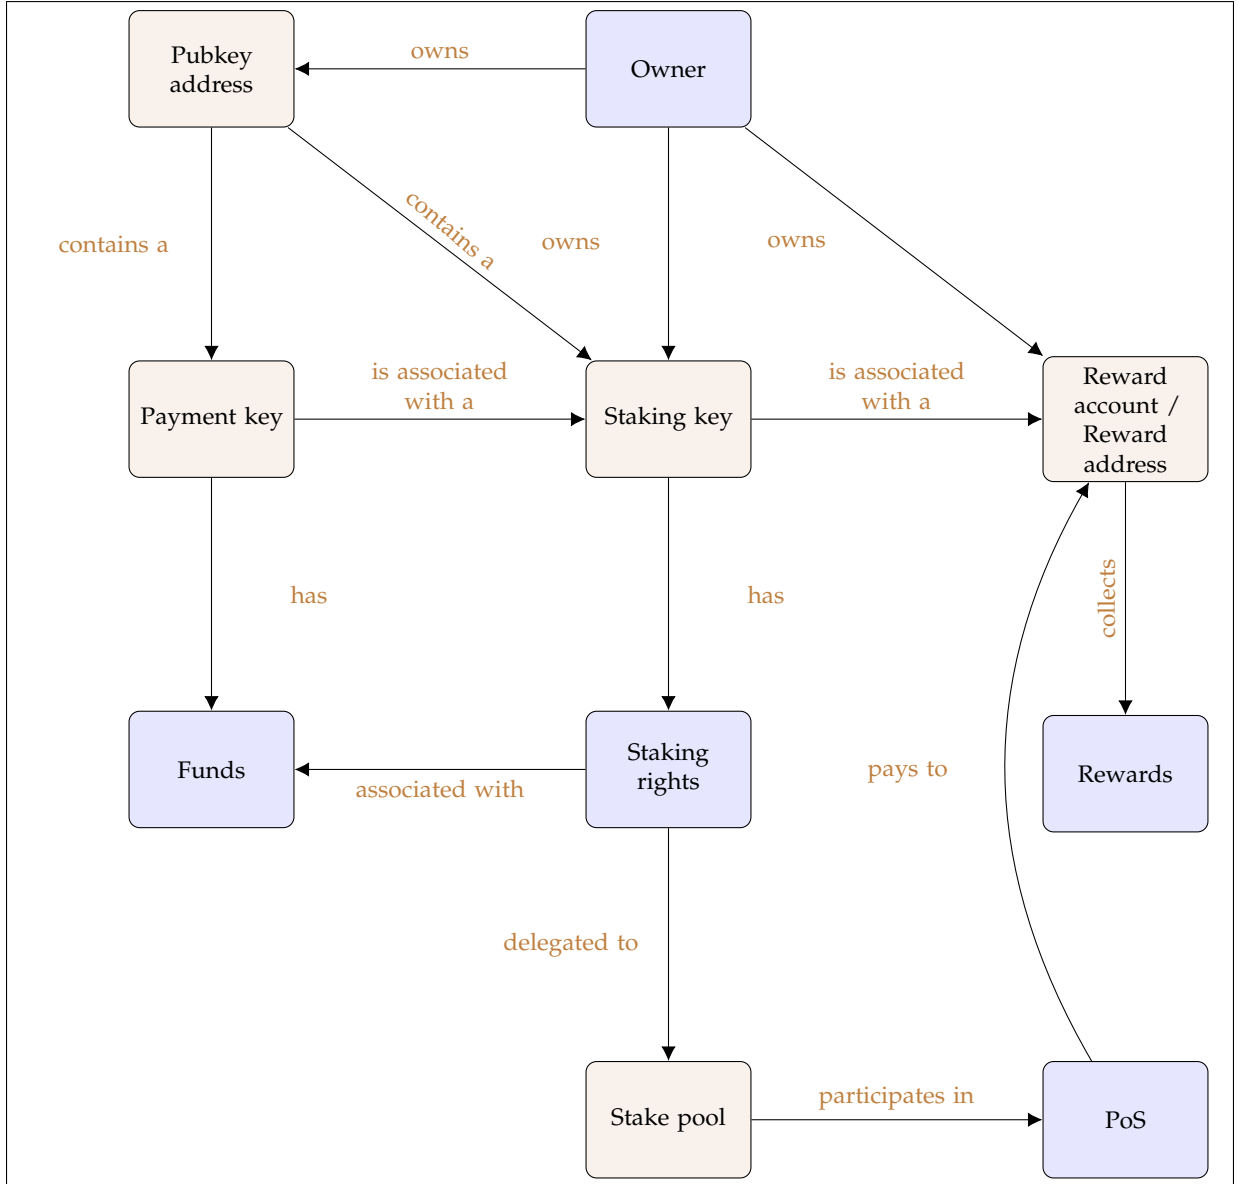 Pubkey
address
owns
Owner
contains a
contains a
owns
owns
Payment key
is associated
with a
Staking key
is associated
with a
Reward
account /
Reward
address
has
has
collects
Funds
associated with
Staking
rights
pays to
Rewards
delegated to
Stake pool
participates in
PoS